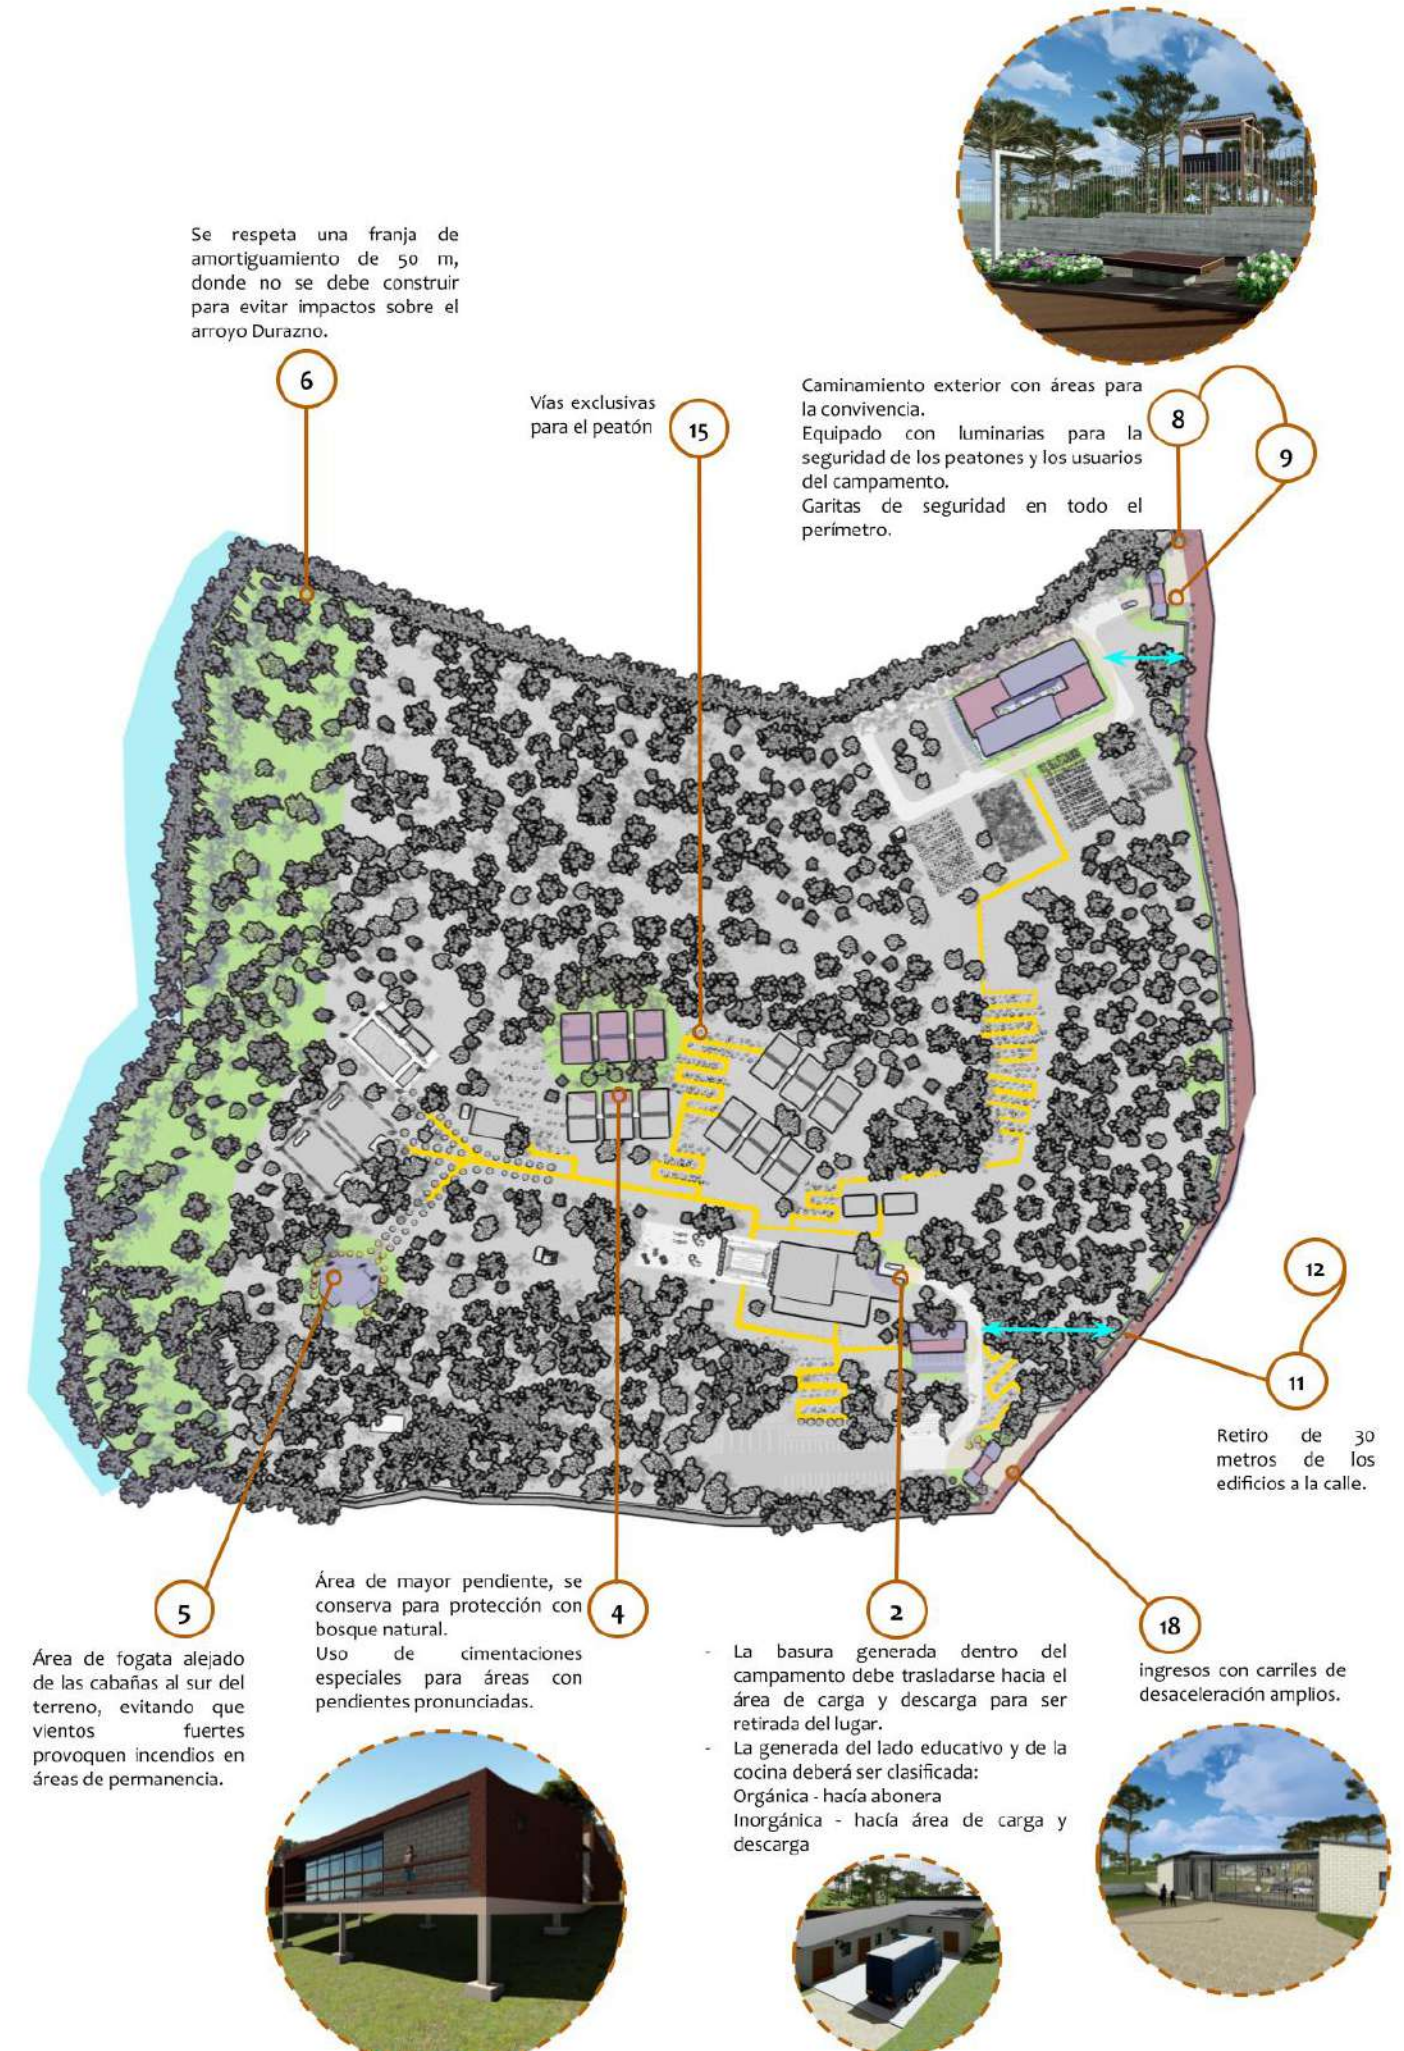 Se respeta una franja de
amortiguamiento de 50 m,
donde no se debe construir
para evitar impactos sobre el
arroyo Durazno.
6
Vías exclusivas
para el peatón
15
Caminamiento exterior con áreas para
la convivencia.
Equipado con luminarias para la
seguridad de los peatones y los usuarios
del campamento.
Garitas de seguridad en todo el
perímetro.
8
9
12
11
Retiro de 30
metros de los
edificios a la calle.
5
Área de fogata alejado
de las cabañas al sur del
terreno, evitando que
vientos fuertes
provoquen incendios en
áreas de permanencia.
Área de mayor pendiente, se
conserva para protección con
bosque natural.
Uso de cimentaciones
especiales para áreas con
pendientes pronunciadas.
4
2
- La basura generada dentro del
campamento debe trasladarse hacia el
área de carga y descarga para ser
retirada del lugar.
- La generada del lado educativo y de la
cocina deberá ser clasificada:
Orgánica - hacía abonera
Inorgánica - hacía área de carga y
descarga
18
ingresos con carriles de
desaceleración amplios.